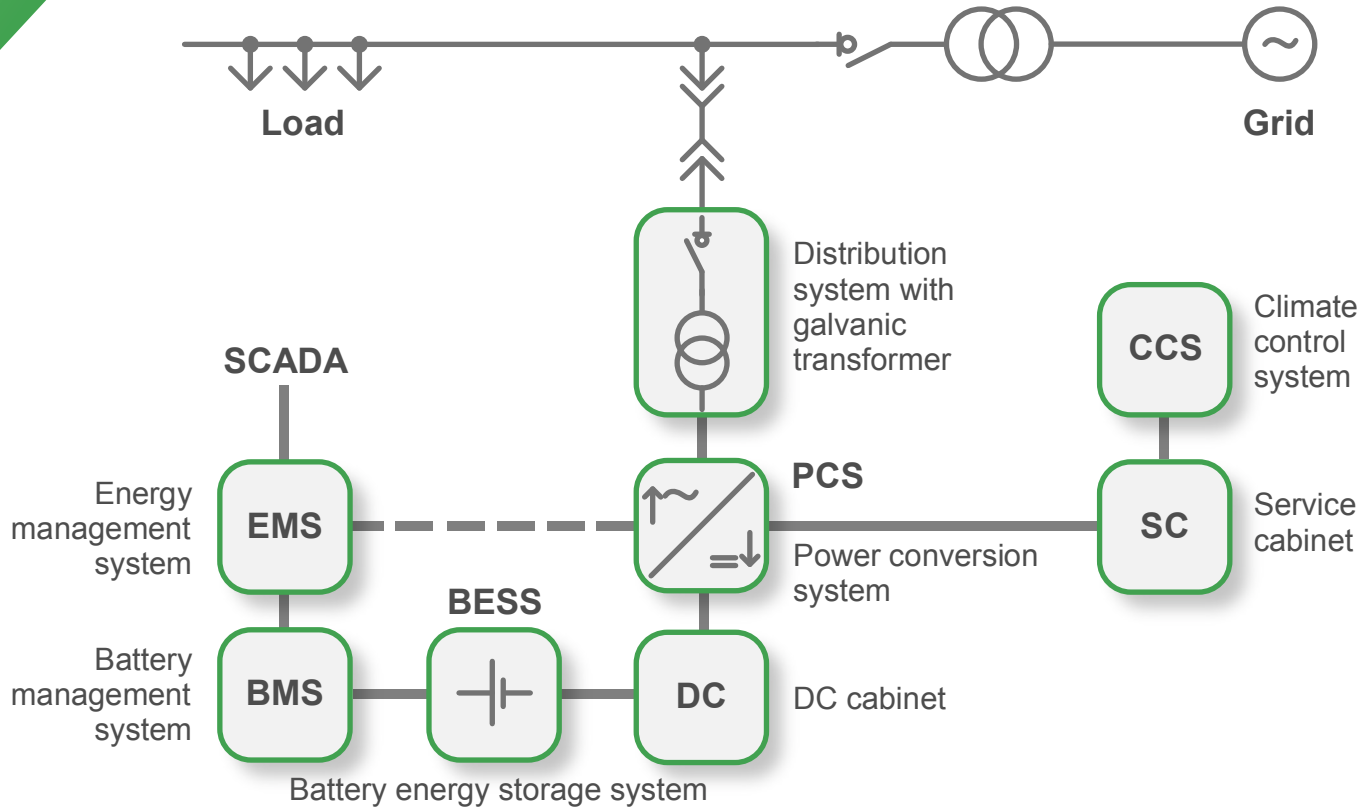 Load
Grid
Distribution
system with
galvanic
transformer
SCADA
CCS
Climate
control
system
Energy
management
system
EMS
PCS
Power conversion
system
SC
Service
cabinet
BESS
Battery
management
system
BMS
DC
DC cabinet
Battery energy storage system